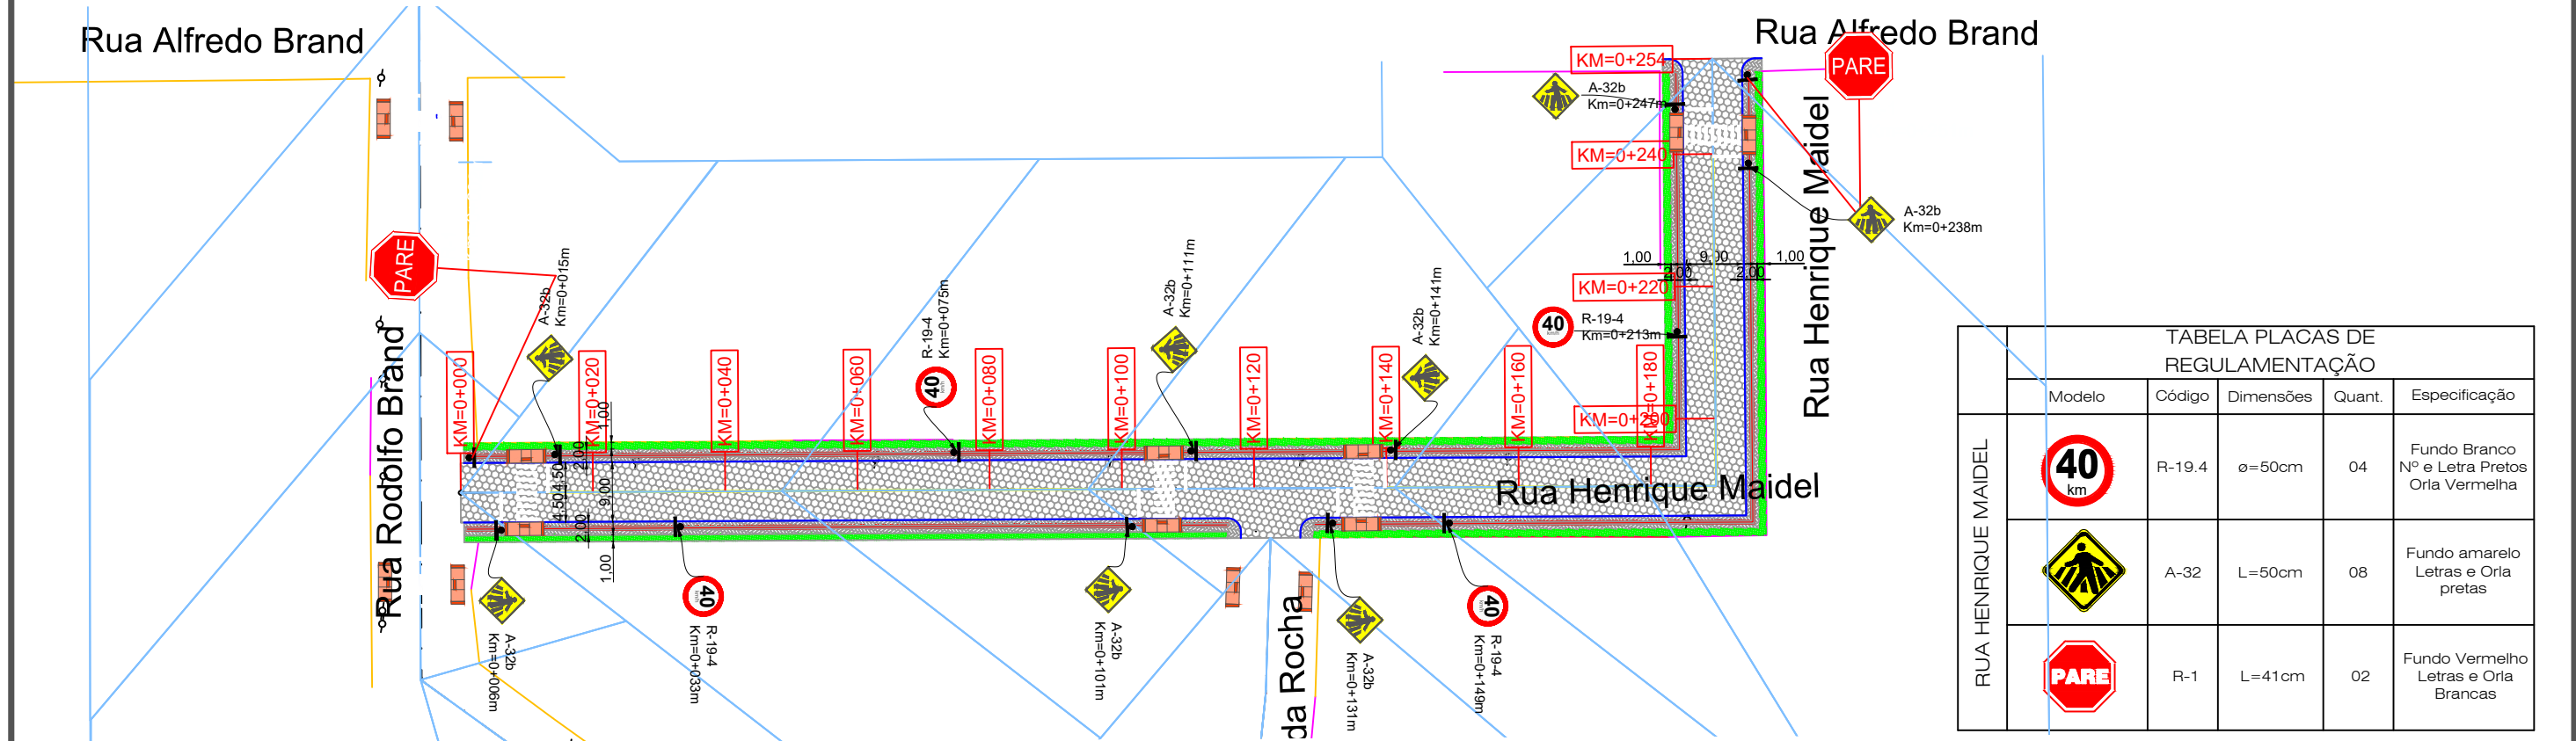 Rua Alfredo Brand
Rua Alfredo Brand
PARE
KM=0+254
A-32b
Km=0+247m
KM=0+240
Rua Henrique Maidel
A-32b
Km=0+238m
1,00
2,00
9,00
2,00
1,00
KM=0+220
40
R-19-4
Km=0+213m
KM=0+200
PARE
Rua Rodolfo Brand
A-32b
Km=0+015m
R-19-4
Km=0+075m
40
km/h
A-32b
Km=0+111m
A-32b
Km=0+141m
KM=0+000
KM=0+020
KM=0+040
KM=0+060
KM=0+080
KM=0+100
KM=0+120
KM=0+140
KM=0+160
KM=0+180
1,00
2,00
4,50
4,50
9,00
2,00
1,00
Rua Henrique Maidel
A-32b
Km=0+006m
40
km/h
R-19-4
Km=0+033m
A-32b
Km=0+101m
da Rocha
A-32b
Km=0+131m
40
km/h
R-19-4
Km=0+149m
TABELA PLACAS DE
REGULAMENTAÇÃO
Modelo Código Dimensões Quant. Especificação
RUA HENRIQUE MAIDEL
40
km
R-19.4 ø=50cm 04
Fundo Branco
Nº e Letra Pretos
Orla Vermelha
A-32 L=50cm 08
Fundo amarelo
Letras e Orla
pretas
PARE
R-1 L=41cm 02
Fundo Vermelho
Letras e Orla
Brancas